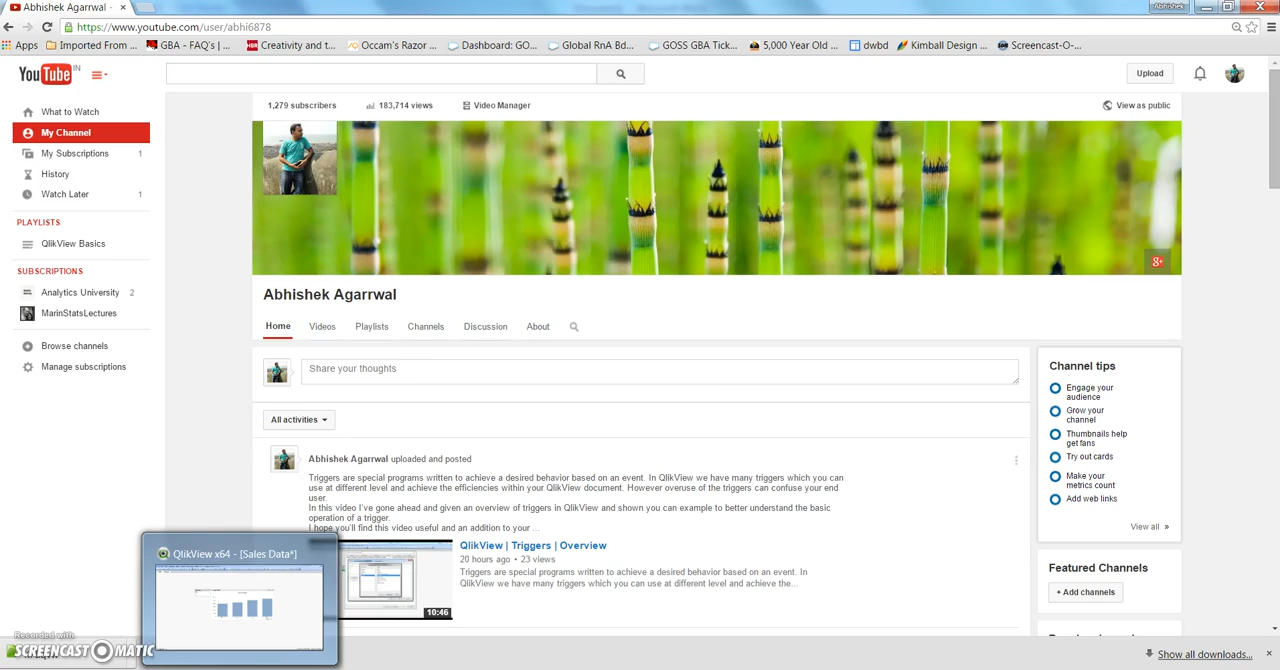 Abhishek Agarrwal -
Abhishek
https://www.youtube.com/user/abhi6878
Apps Imported From ... GBA - FAQ's | ... HBR Creativity and t... Occam's Razor ... Dashboard: GO... Global RnA Bd... GOSS GBA Tick... 5,000 Year Old ... dwbd Kimball Design ... Screencast-O-...
YouTube IN
Upload
What to Watch
My Channel
My Subscriptions 1
History
Watch Later 1
PLAYLISTS
QlikView Basics
SUBSCRIPTIONS
Analytics University 2
MarinStatsLectures
Browse channels
Manage subscriptions
1,279 subscribers 183,714 views Video Manager View as public
g+
Abhishek Agarrwal
Home Videos Playlists Channels Discussion About
Share your thoughts
All activities
Abhishek Agarrwal uploaded and posted
Triggers are special programs written to achieve a desired behavior based on an event. In QlikView we have many triggers which you can
use at different level and achieve the efficiencies within your QlikView document. However overuse of the triggers can confuse your end
user.
In this video I've gone ahead and given an overview of triggers in QlikView and shown you can example to better understand the basic
operation of a trigger.
I hope you'll find this video useful and an addition to your ...
QlikView | Triggers | Overview
20 hours ago • 23 views
Triggers are special programs written to achieve a desired behavior based on an event. In
QlikView we have many triggers which you can use at different level and achieve the...
10:46
Channel tips
Engage your
audience
Grow your
channel
Thumbnails help
get fans
Try out cards
Make your
metrics count
Add web links
View all »
Featured Channels
+ Add channels
QlikView x64 - [Sales Data*]
Recorded with
SCREENCAST MATIC
Show all downloads...